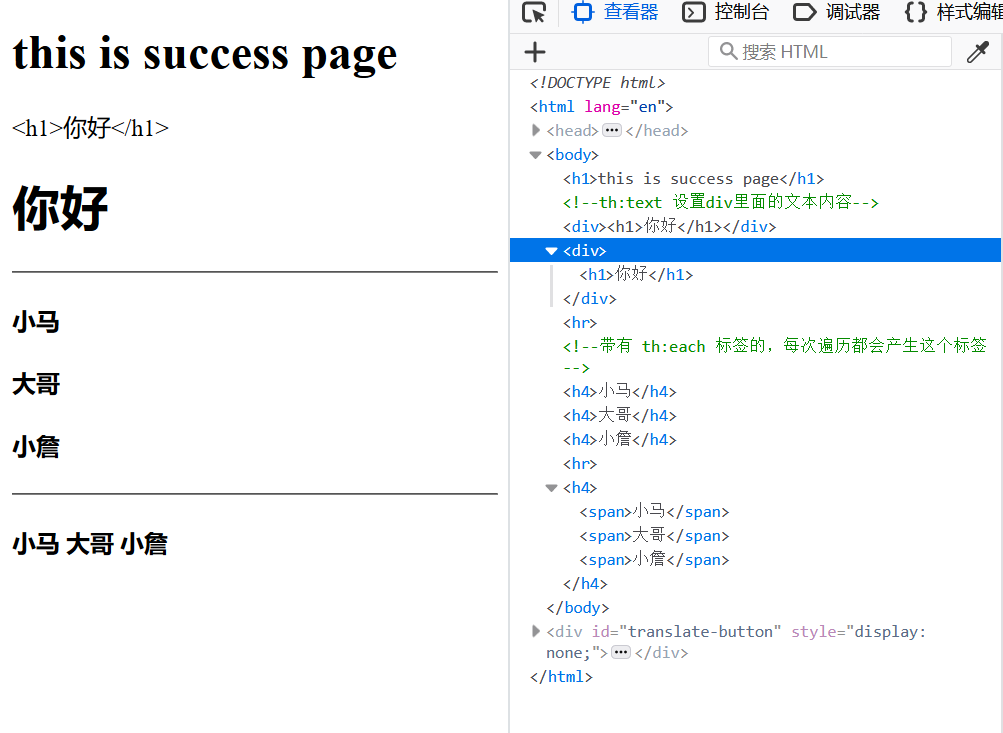 this is success page
<h1>你好</h1>
你好
小马
大哥
小詹
小马 大哥 小詹
查看器 控制台 调试器 样式编辑
搜索 HTML
<!DOCTYPE html>
<html lang="en">
<head> ••• </head>
<body>
<h1>this is success page</h1>
<!--th:text 设置div里面的文本内容-->
<div><h1>你好</h1></div>
<div>
<h1>你好</h1>
</div>
<hr>
<!--带有 th:each 标签的，每次遍历都会产生这个标签
-->
<h4>小马</h4>
<h4>大哥</h4>
<h4>小詹</h4>
<hr>
<h4>
<span>小马</span>
<span>大哥</span>
<span>小詹</span>
</h4>
</body>
<div id="translate-button" style="display:
none;"> ••• </div>
</html>